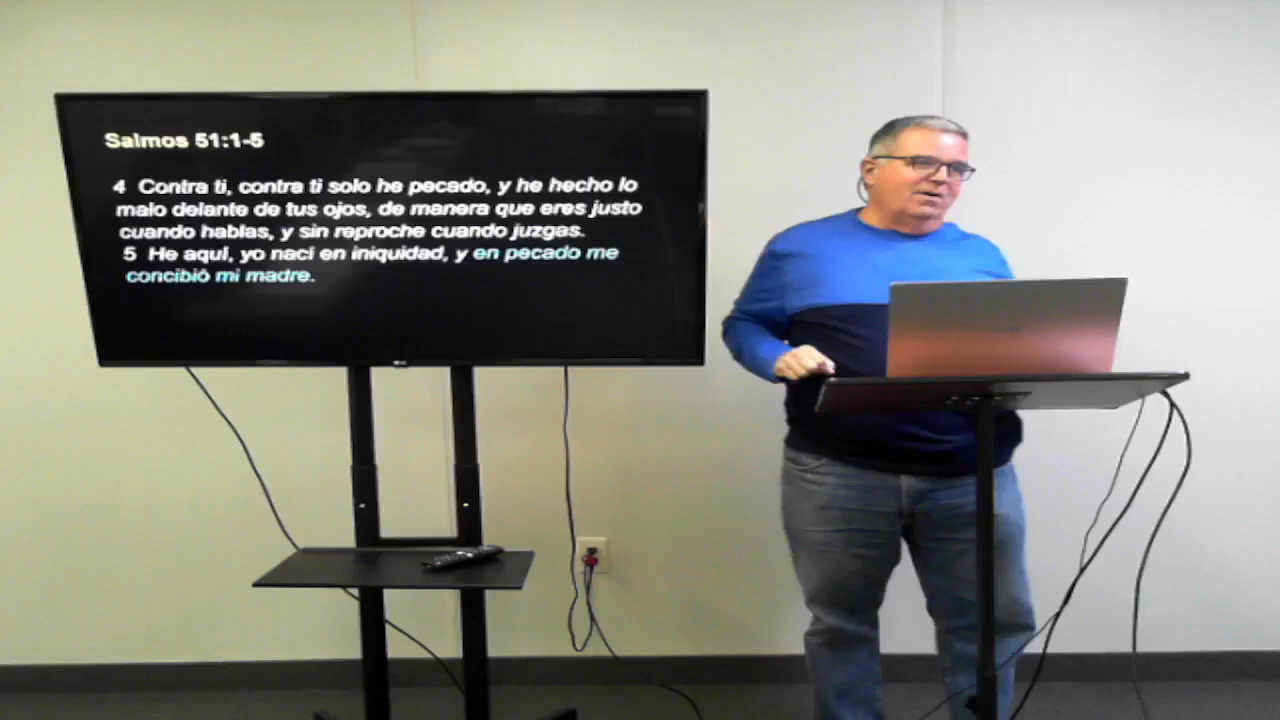 Salmos 51:1-5
4 Contra ti, contra ti solo he pecado, y he hecho lo
malo delante de tus ojos, de manera que eres justo
cuando hablas, y sin reproche cuando juzgas.
5 He aquí, yo nací en iniquidad, y en pecado me
concibió mi madre.